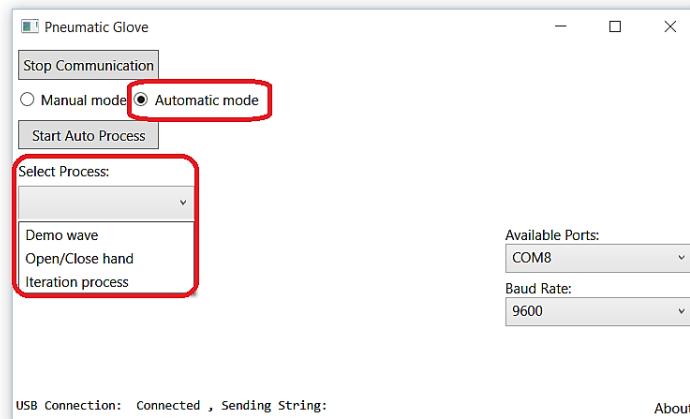 Pneumatic Glove
Stop Communication
Manual mode Automatic mode
Start Auto Process
Select Process:
Demo wave
Open/Close hand
Iteration process
Available Ports:
COM8
Baud Rate:
9600
USB Connection:  Connected , Sending String:
About